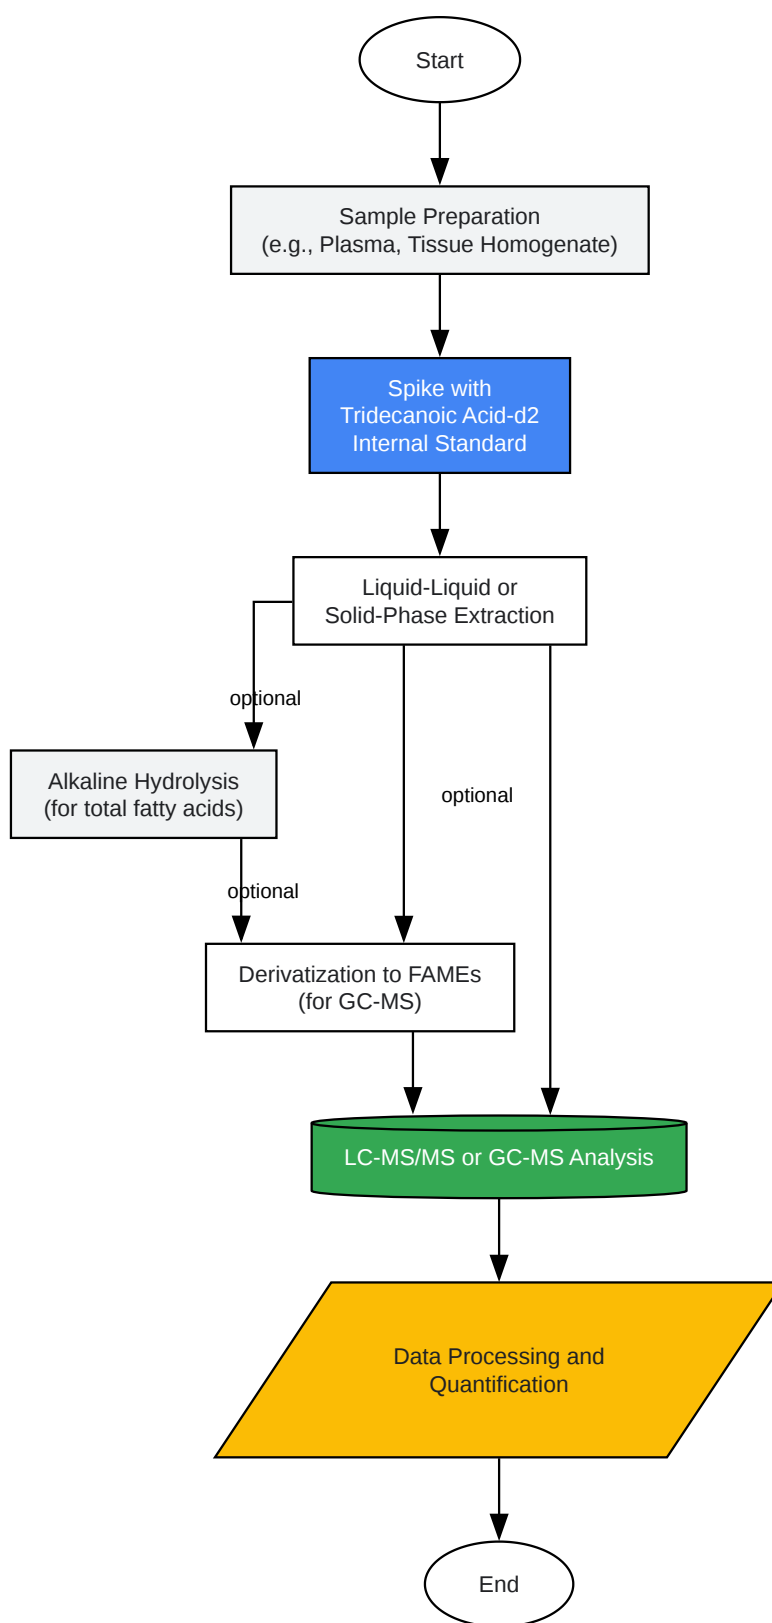 Start
Sample Preparation
(e.g., Plasma, Tissue Homogenate)
Spike with
Tridecanoic Acid-d2
Internal Standard
Liquid-Liquid or
Solid-Phase Extraction
optional
Alkaline Hydrolysis
(for total fatty acids)
optional
optional
Derivatization to FAMEs
(for GC-MS)
LC-MS/MS or GC-MS Analysis
Data Processing and
Quantification
End